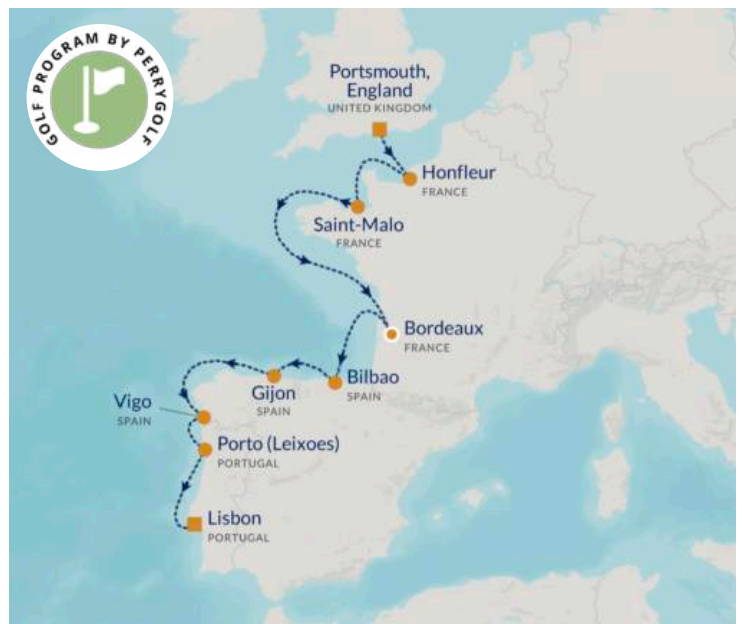 GOLF PROGRAM BY PERRYGOLF
Portsmouth,
England
UNITED KINGDOM
Honfleur
FRANCE
Saint-Malo
FRANCE
Bordeaux
FRANCE
Bilbao
SPAIN
Gijon
SPAIN
Vigo
SPAIN
Porto (Leixoes)
PORTUGAL
Lisbon
PORTUGAL